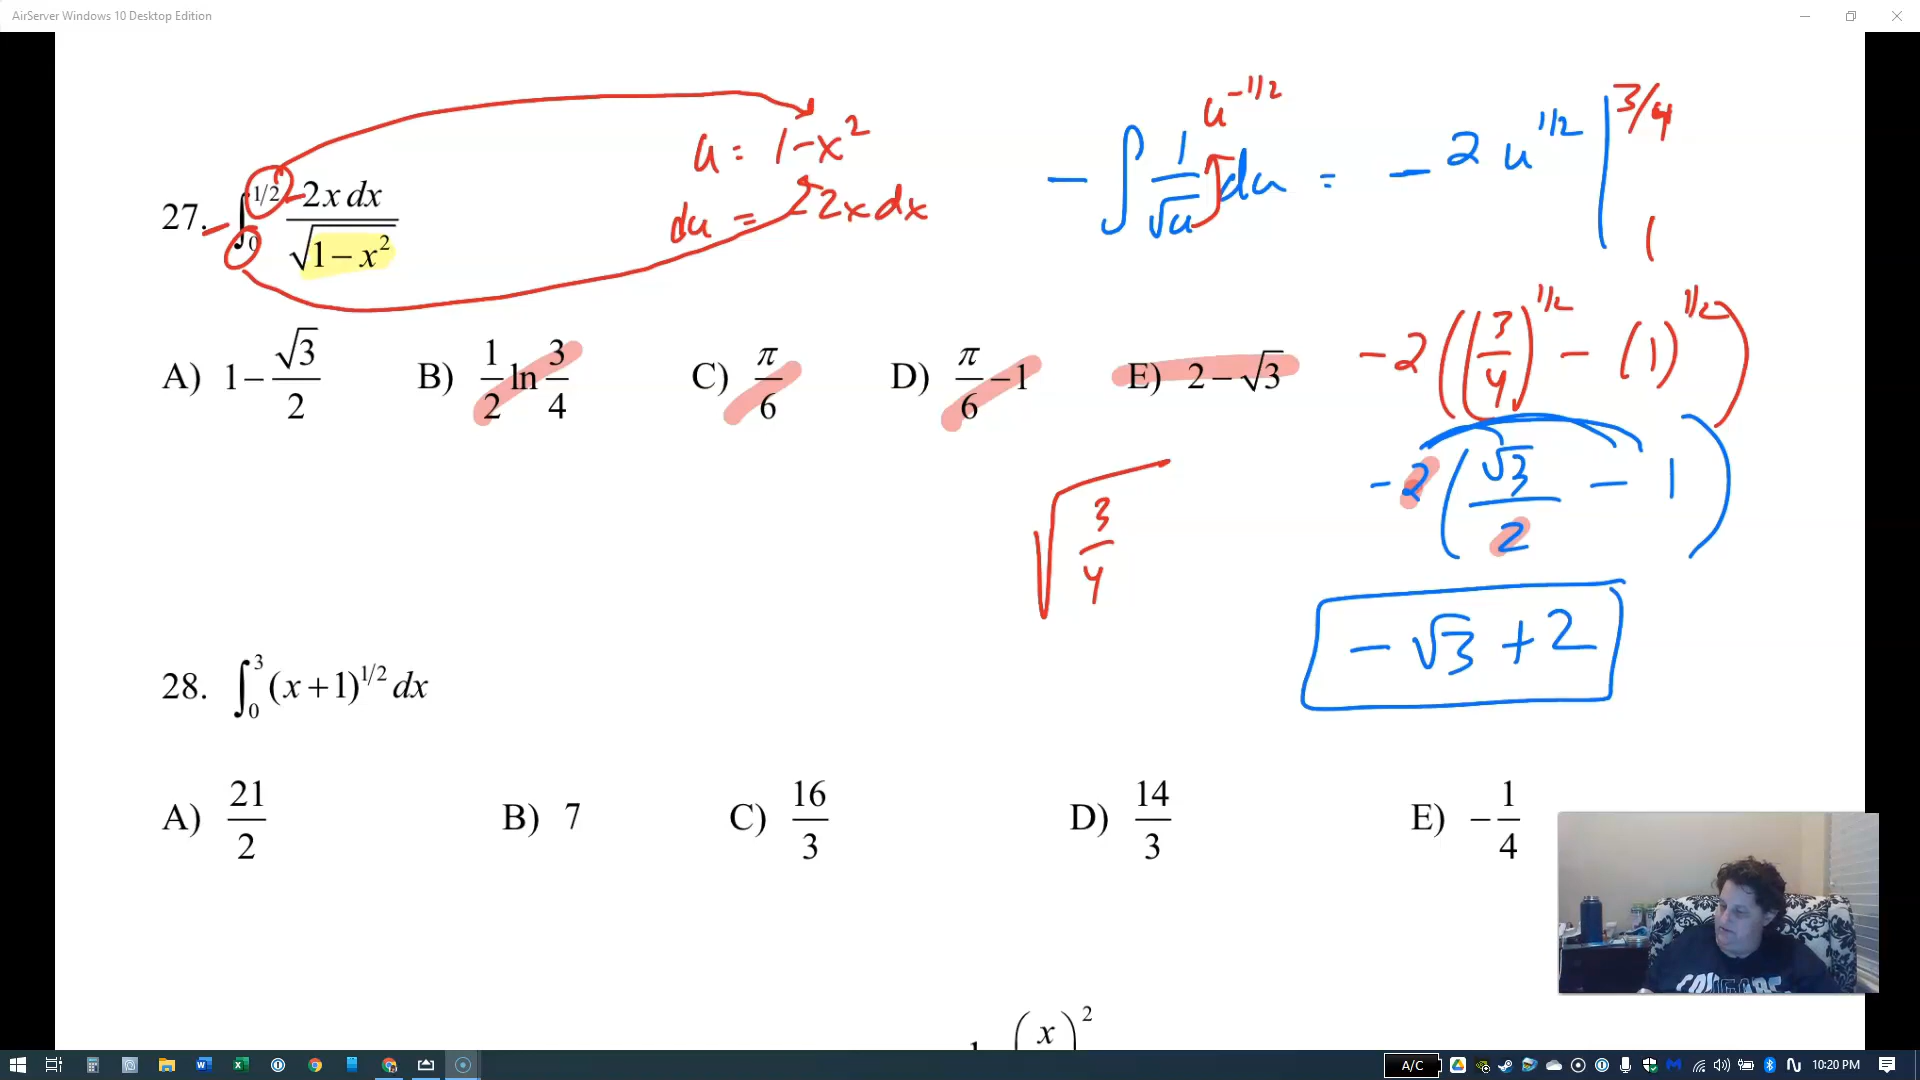 AirServer Windows 10 Desktop Edition
u = 1-x²
du = -2x dx
27. -∫₀^{1/2} -2x dx / √(1-x²)
-∫ 1/√u du = -2 u^{1/2} |₁^{3/4}
u^{-1/2}
A) 1 - √3/2 B) 1/2 ln 3/4 C) π/6 D) π/6 - 1 E) 2 - √3
-2((3/4)^{1/2} - (1)^{1/2})
-2(√3/2 - 1)
√(3/4)
-√3 + 2
28. ∫₀³ (x+1)^{1/2} dx
A) 21/2 B) 7 C) 16/3 D) 14/3 E) -1/4
(x)²
A/C 10:20 PM